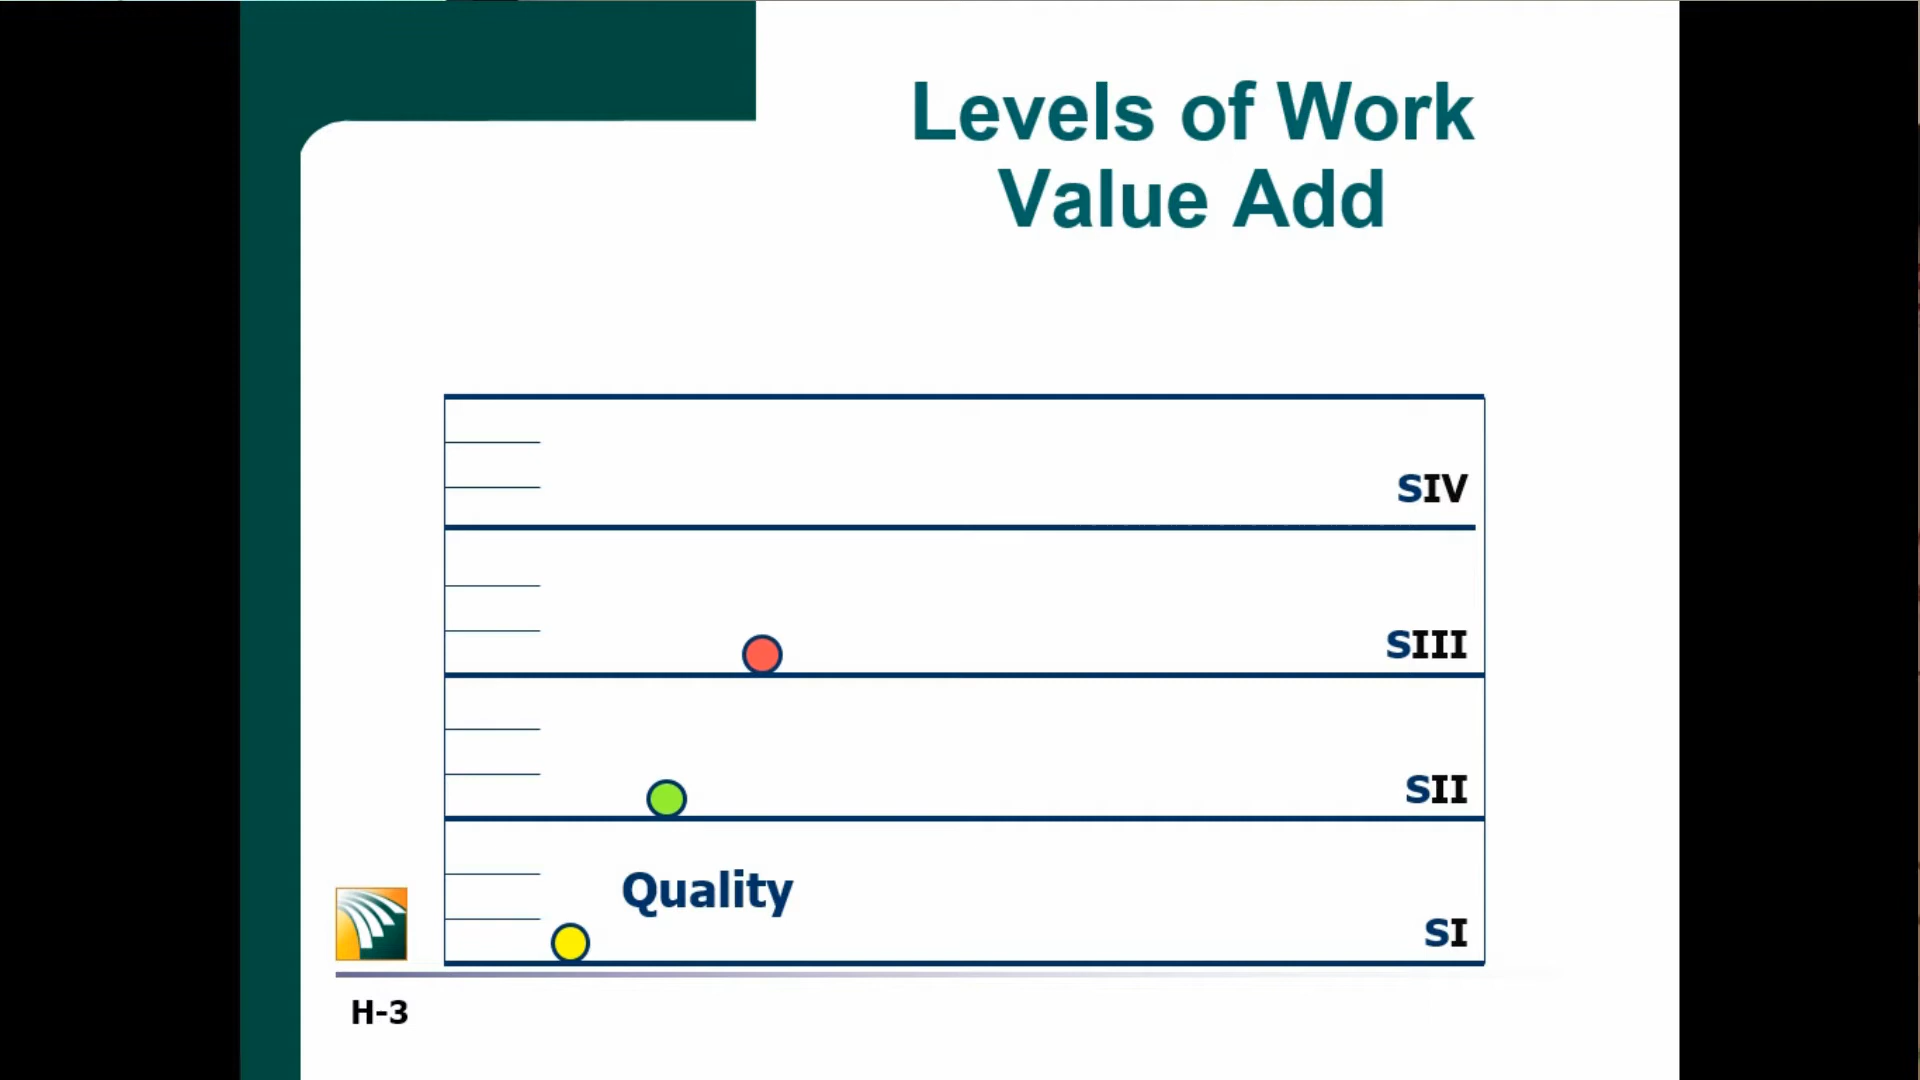 Levels of Work
Value Add
SIV
SIII
SII
Quality
SI
H-3